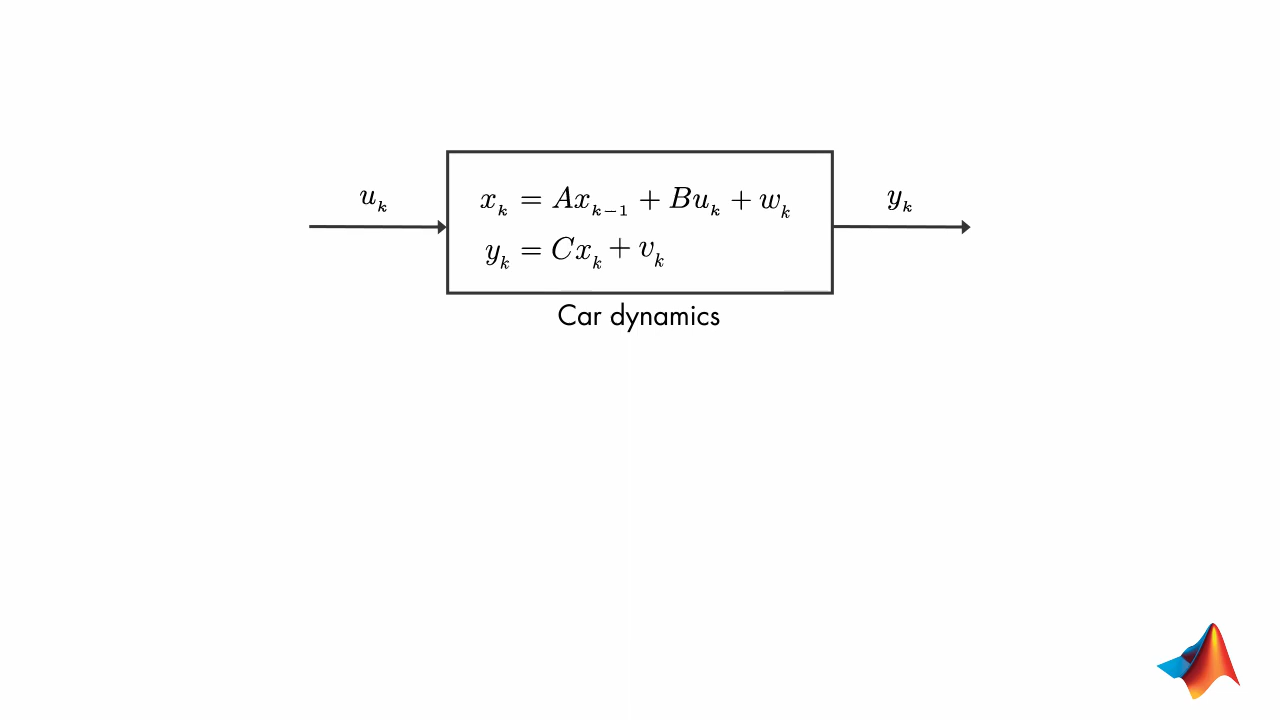 u_k
x_k = Ax_{k-1} + Bu_k + w_k
y_k = Cx_k + v_k
y_k
Car dynamics